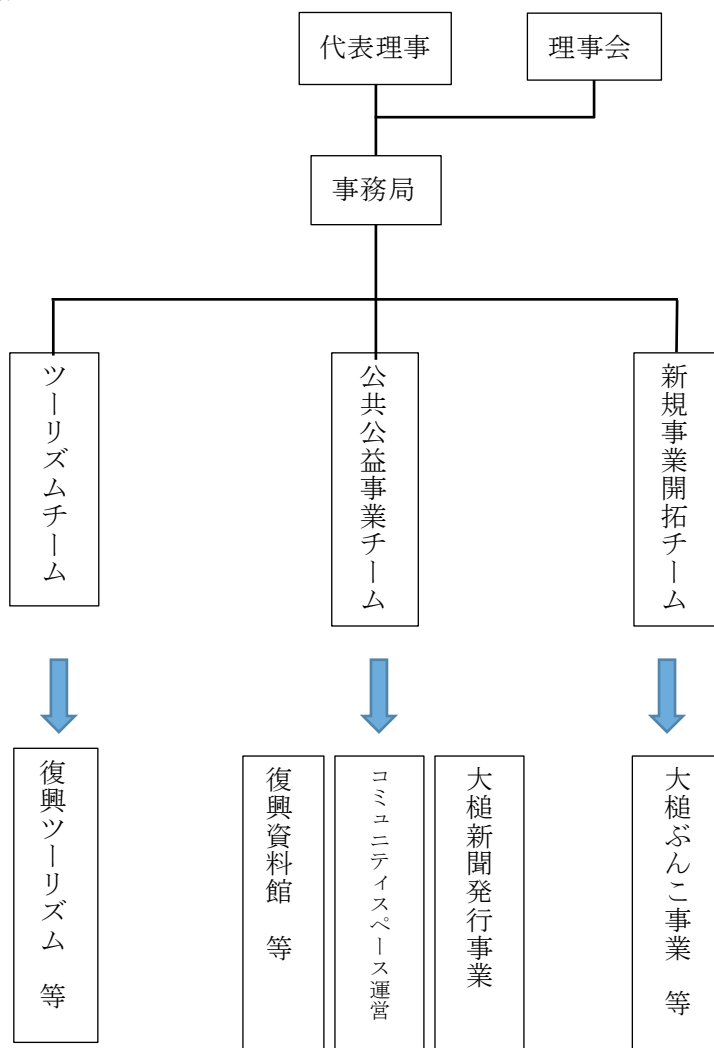 代表理事
理事会
事務局
ツーリズムチーム
公共公益事業チーム
新規事業開拓チーム
復興ツーリズム 等
復興資料館 等
コミュニティスペース運営
大槌新聞発行事業
大槌ぶんこ事業 等